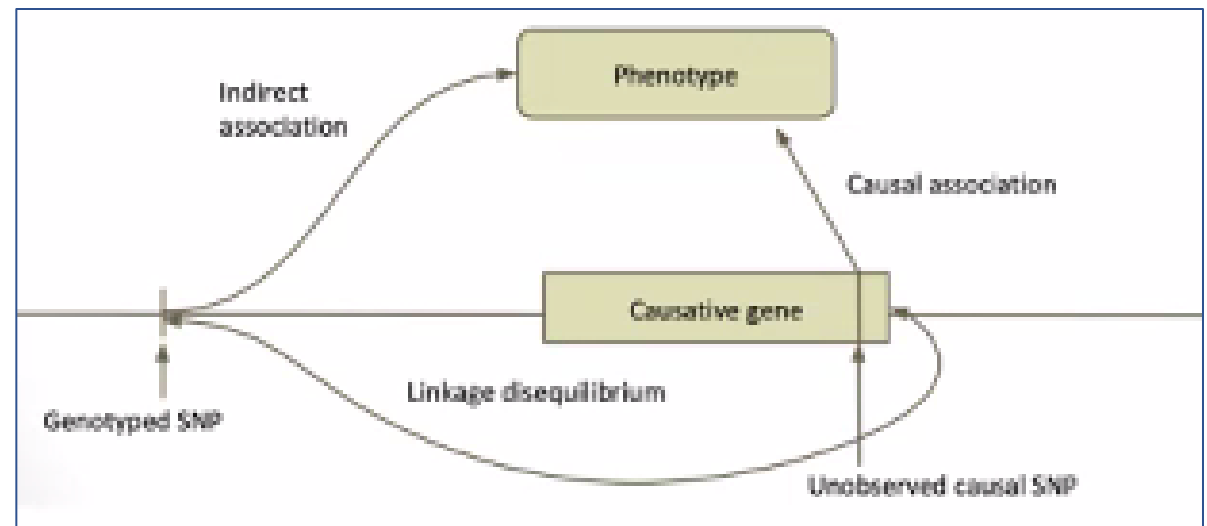 Phenotype
Indirect
association
Causal association
Causative gene
Linkage disequilibrium
Genotyped SNP
Unobserved causal SNP